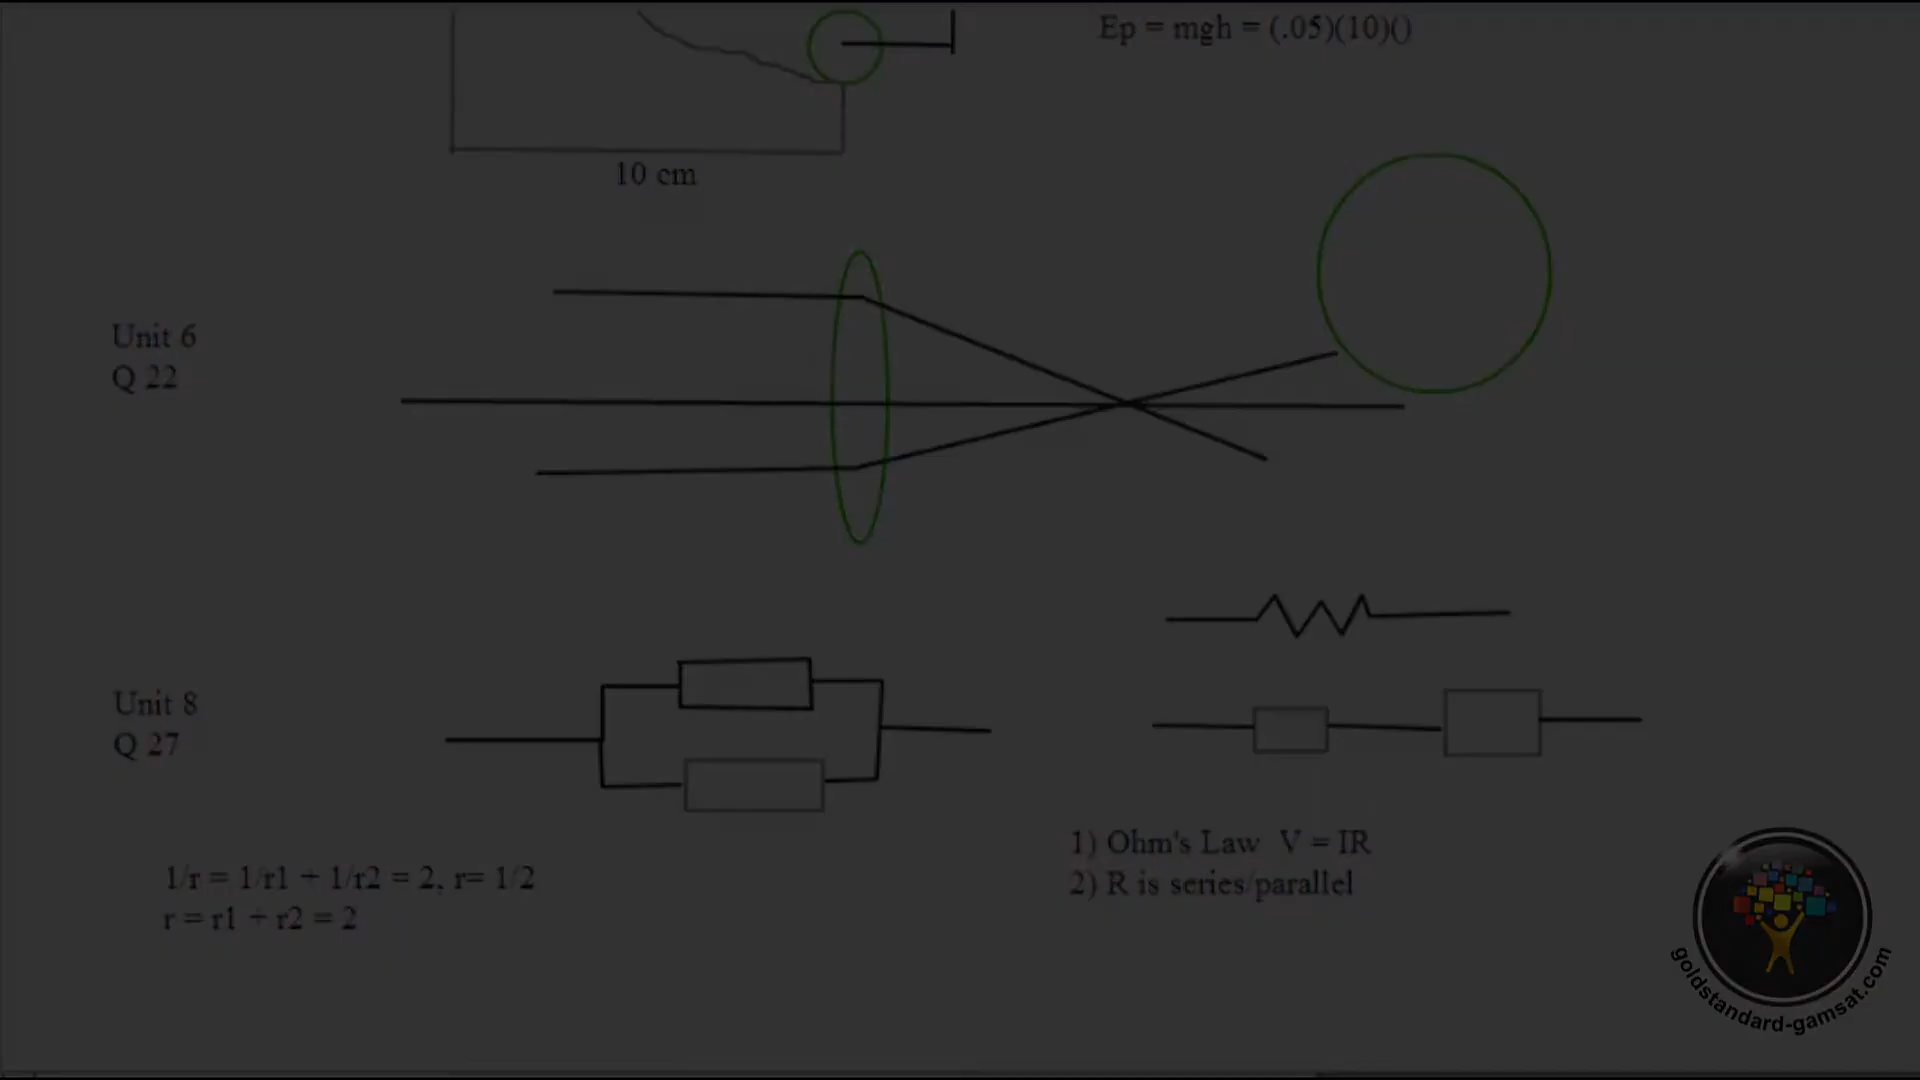 Ep = mgh = (.05)(10)()
10 cm
Unit 6
Q 22
Unit 8
Q 27
1/r = 1/r1 + 1/r2 = 2, r= 1/2
r = r1 + r2 = 2
1) Ohm's Law  V = IR
2) R is series/parallel
goldstandard-gamsat.com